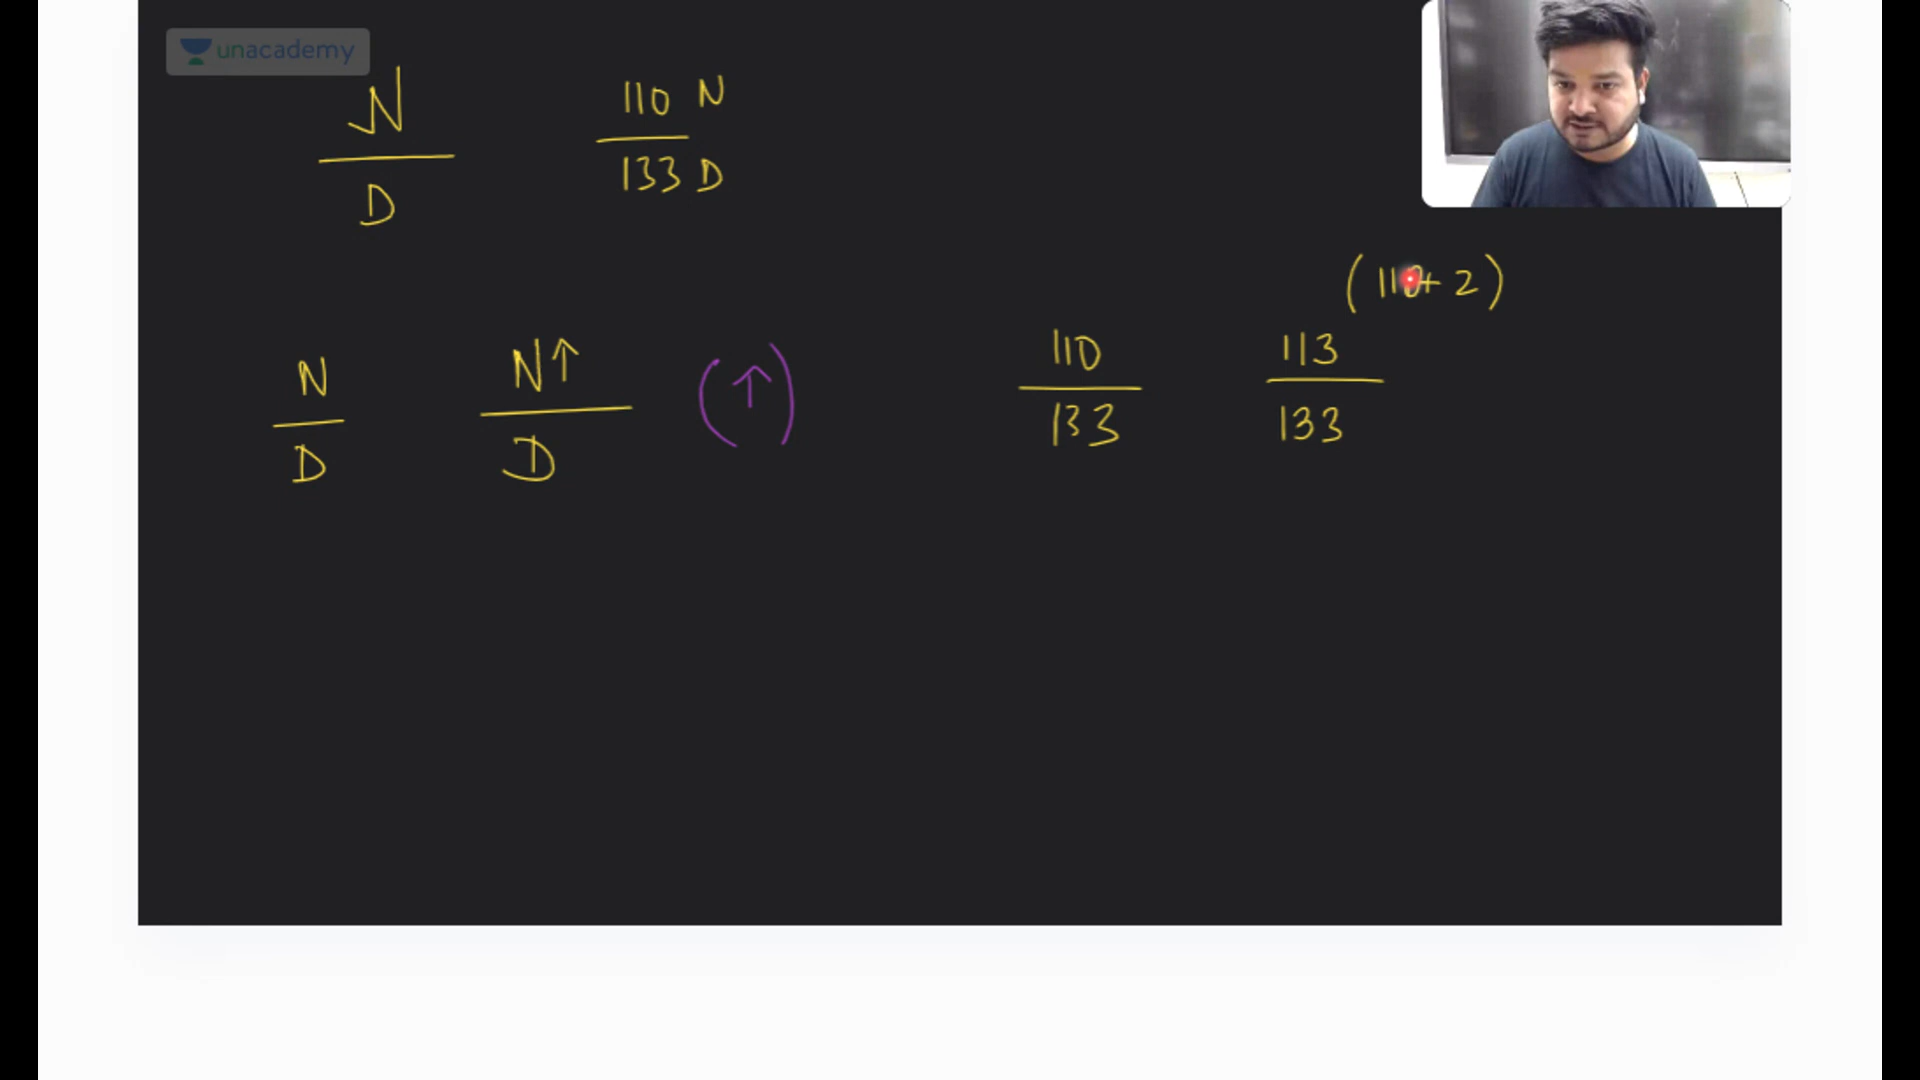 unacademy
N 110 N
D 133 D
(110+ 2)
N N↑ (↑) 110 113
D D 133 133